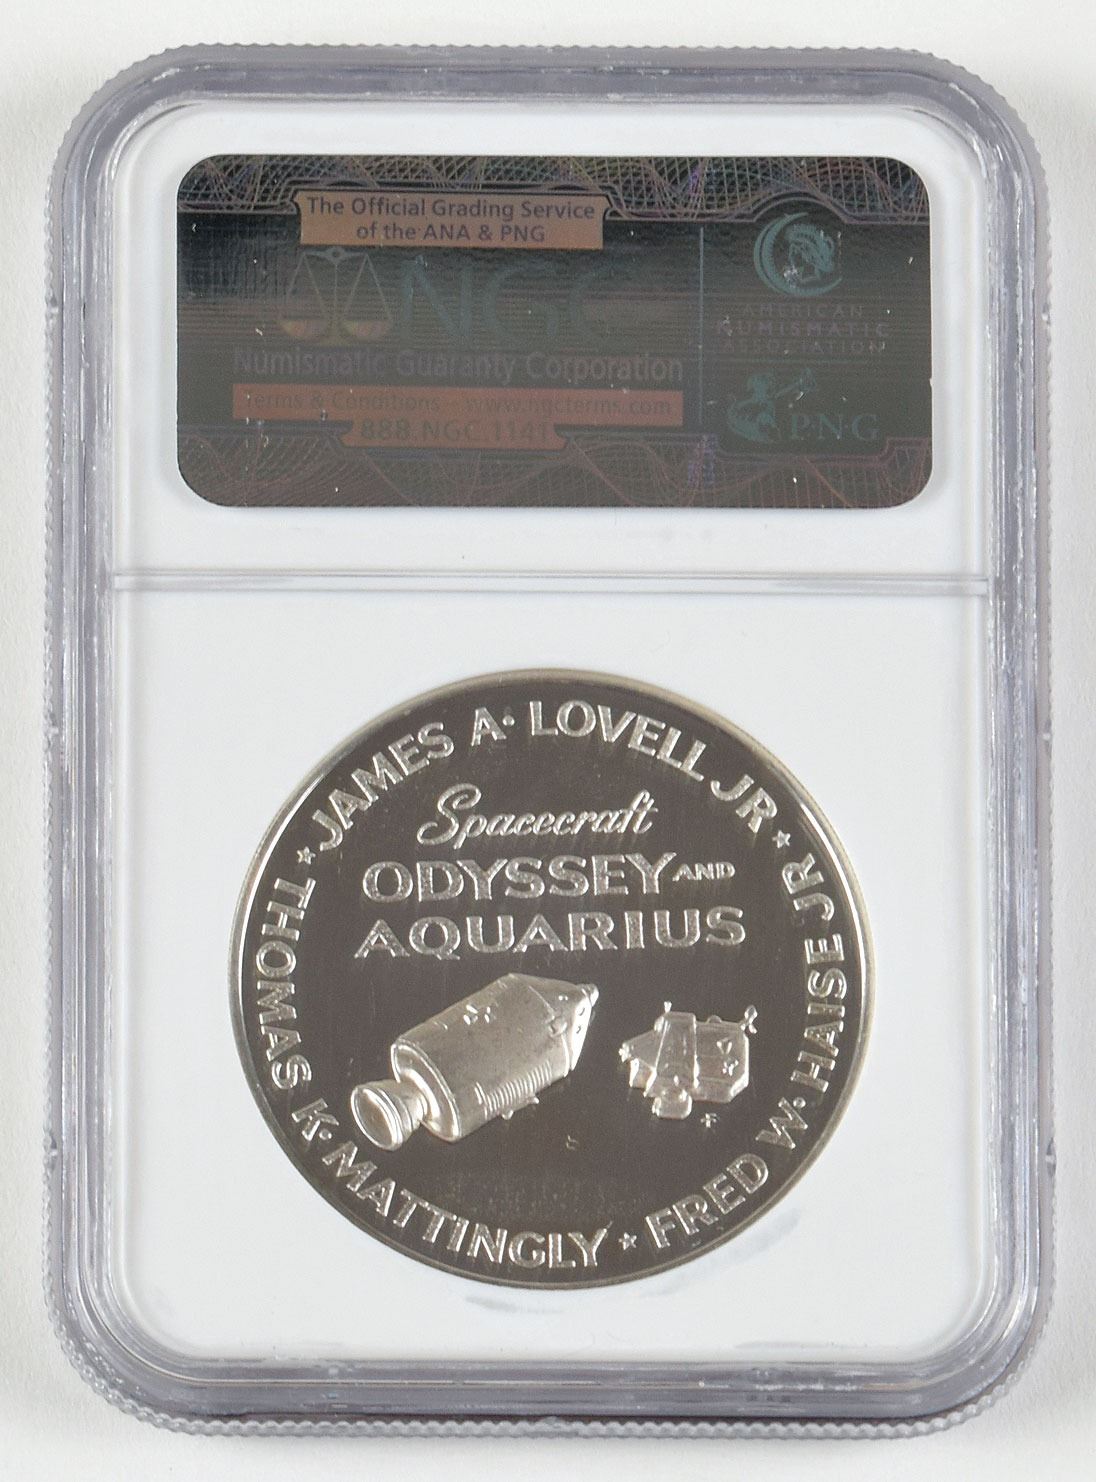 The Official Grading Service
of the ANA & PNG
NGC
Numismatic Guaranty Corporation
Terms & Conditions - www.ngcterms.com
888.NGC.1141
AMERICAN
NUMISMATIC
ASSOCIATION
P·N·G
JAMES A· LOVELL JR ★ FRED W· HAISE JR ★ THOMAS K· MATTINGLY ★
Spacecraft
ODYSSEY AND
AQUARIUS
S